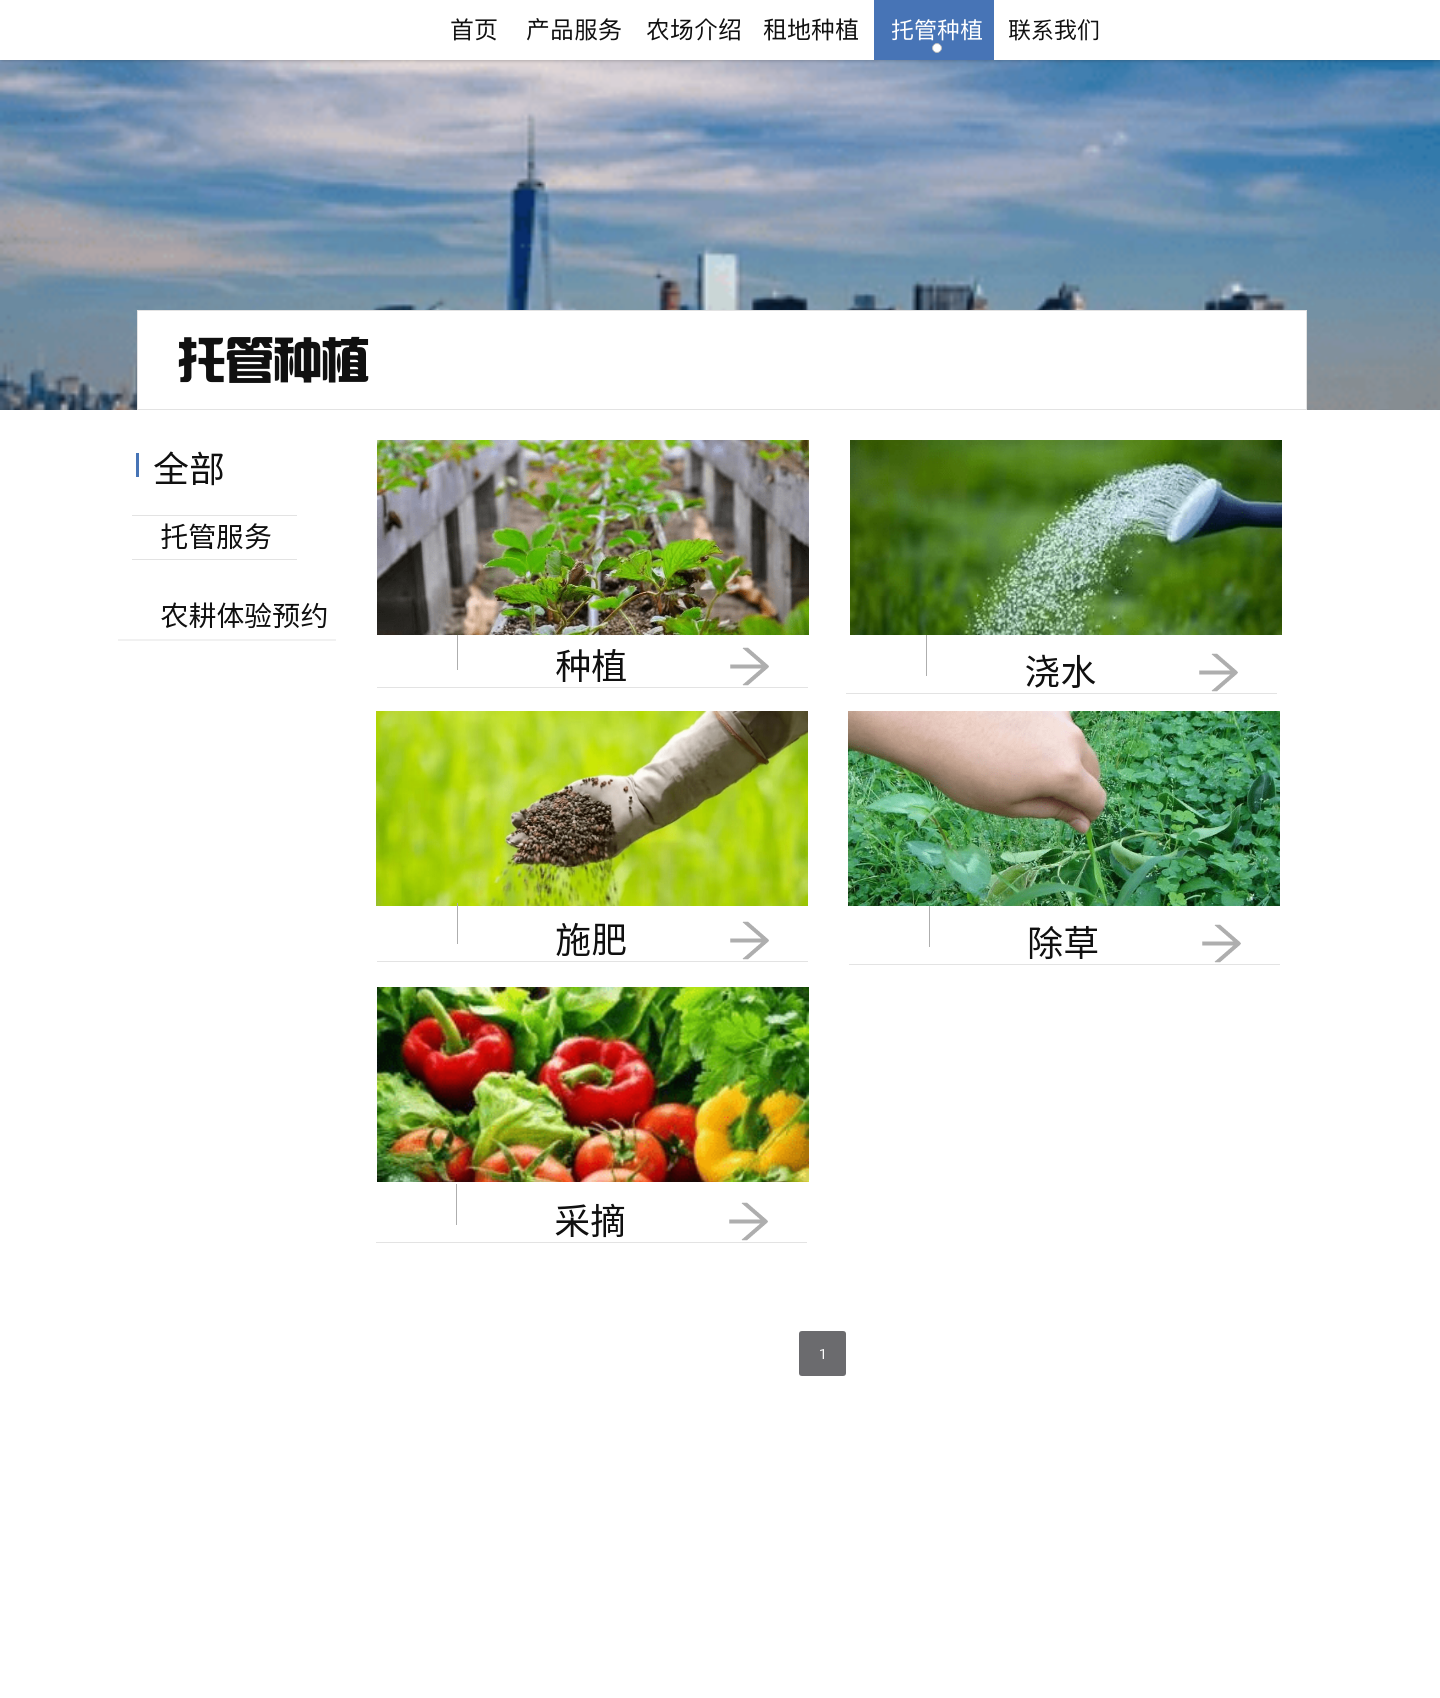 首页 产品服务 农场介绍 租地种植 托管种植 联系我们
托管种植
全部
托管服务
农耕体验预约
种植
浇水
施肥
除草
采摘
1